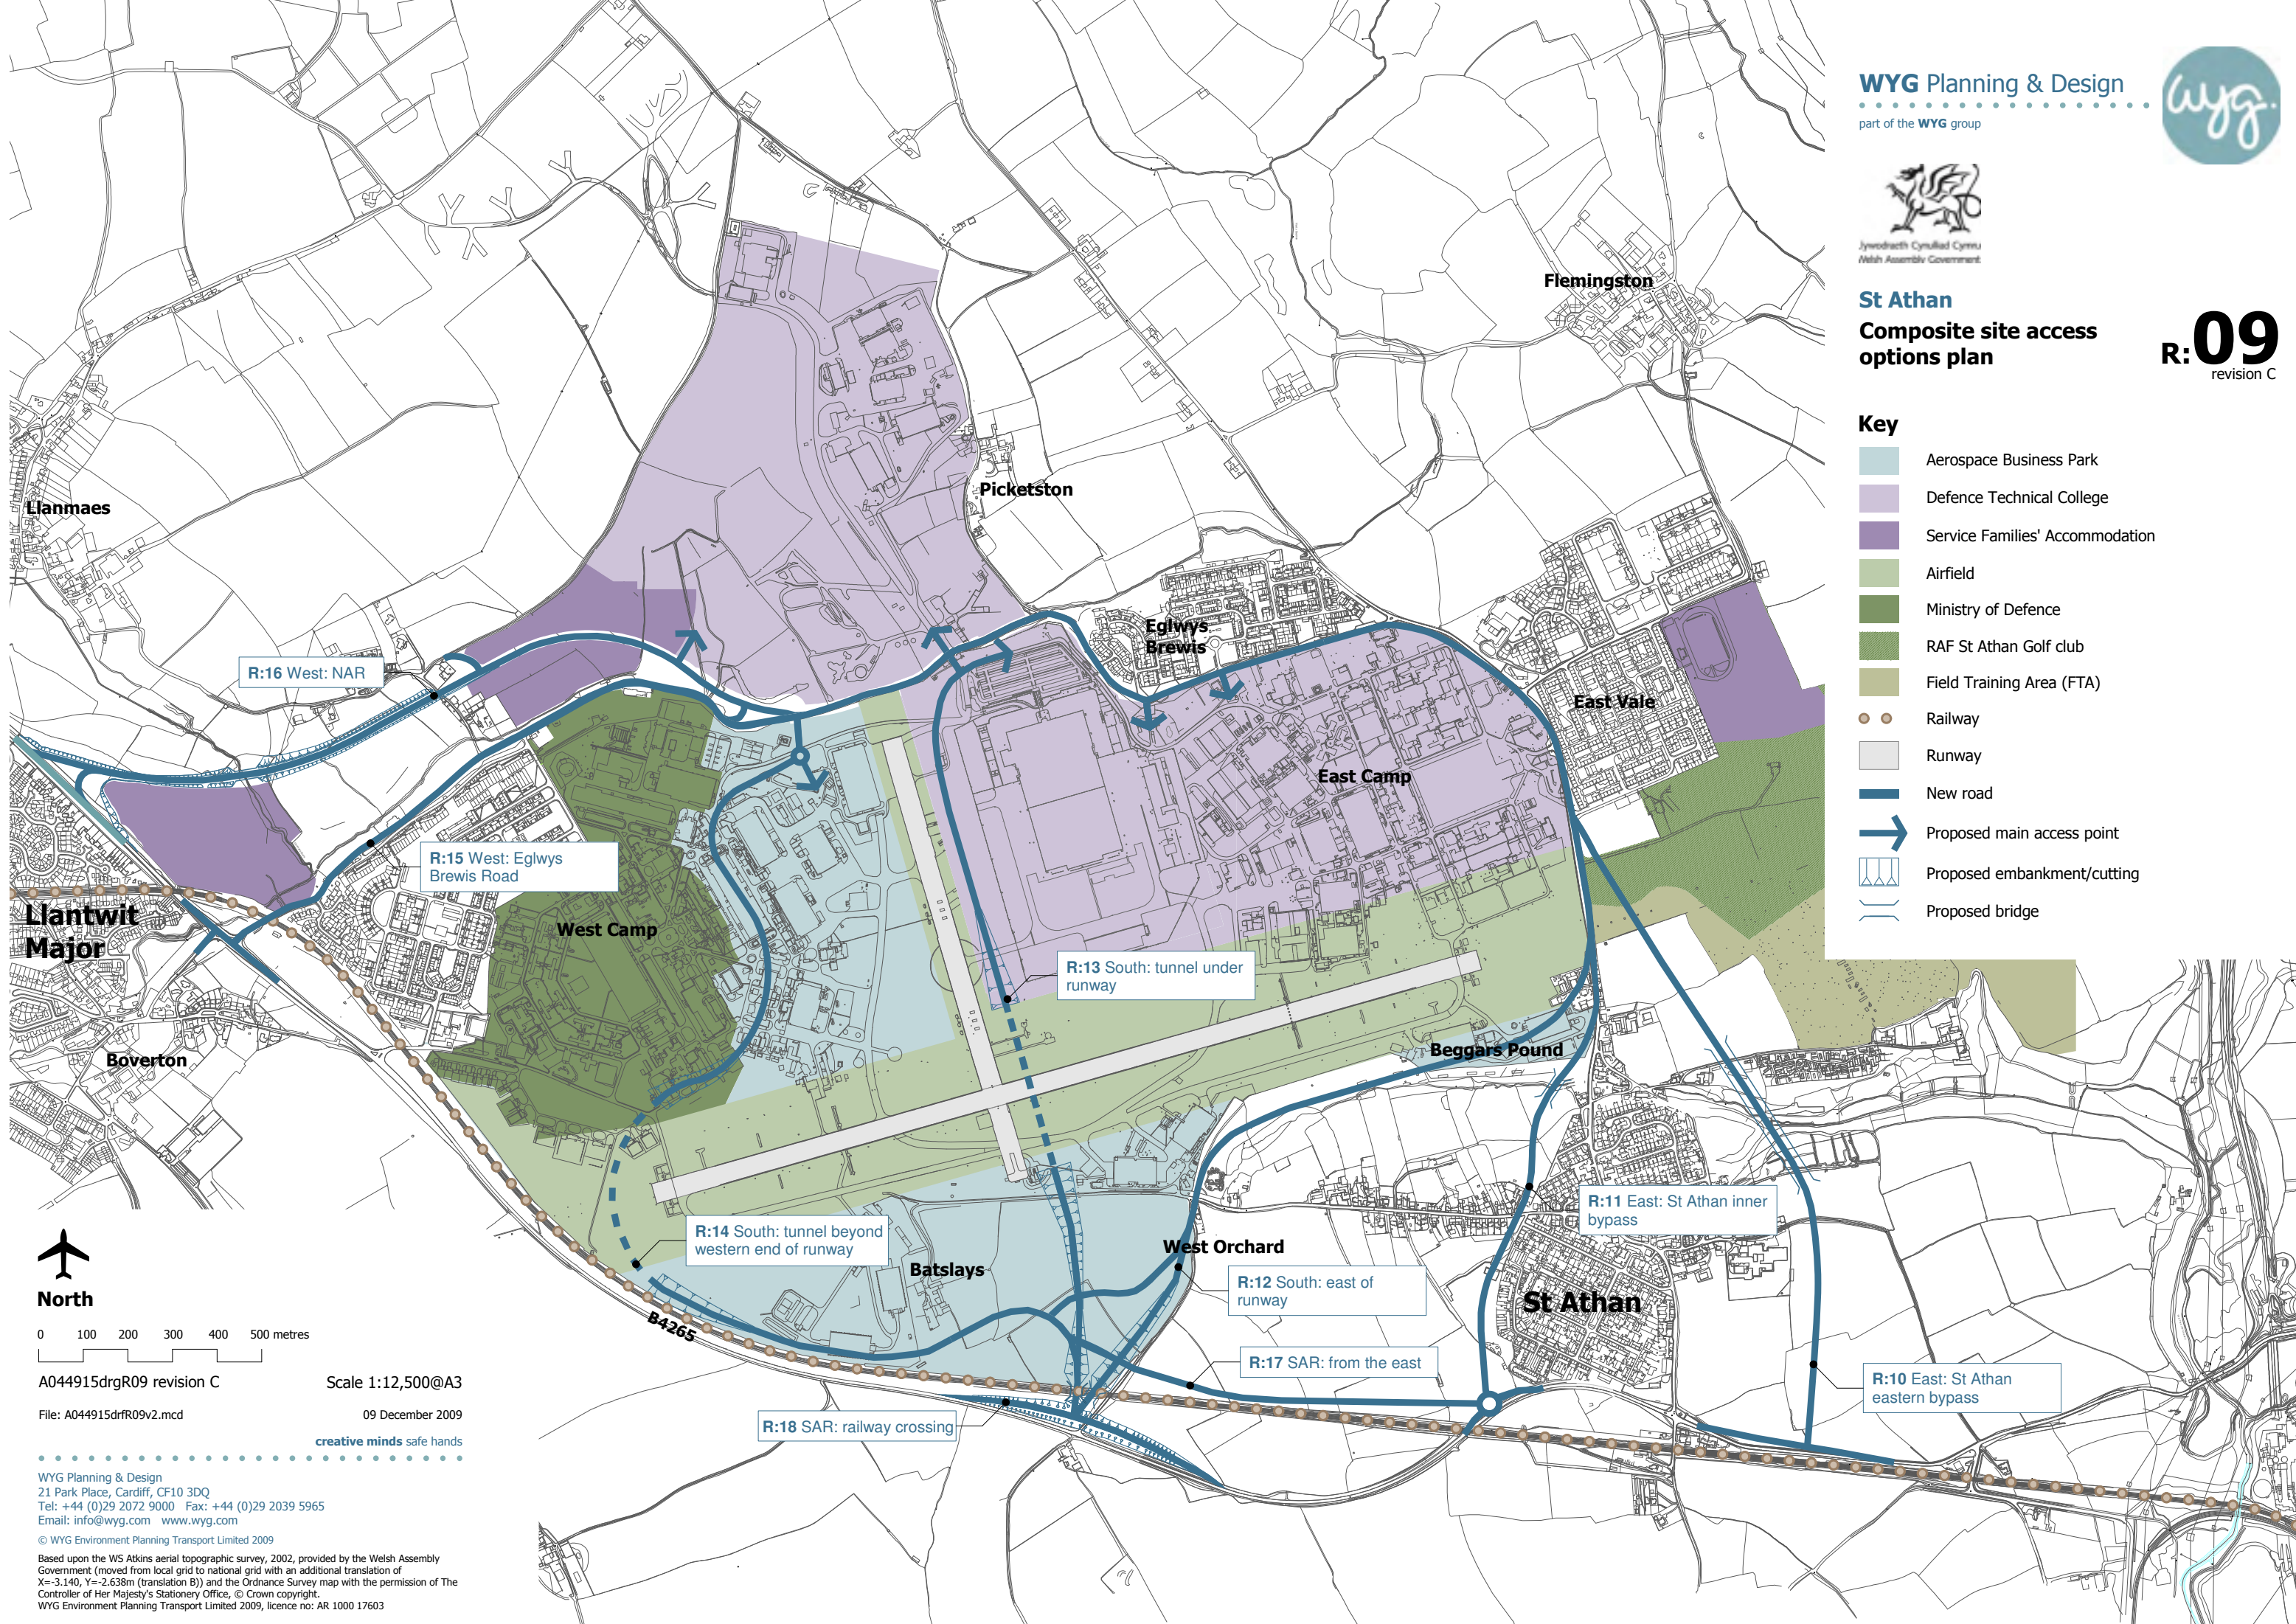 WYG Planning & Design
part of the WYG group
wyg.
Llywodraeth Cynulliad Cymru
Welsh Assembly Government
St Athan
Composite site access
options plan
R:09
revision C
Key
Aerospace Business Park
Defence Technical College
Service Families' Accommodation
Airfield
Ministry of Defence
RAF St Athan Golf club
Field Training Area (FTA)
Railway
Runway
New road
Proposed main access point
Proposed embankment/cutting
Proposed bridge
Flemingston
Picketston
Llanmaes
Eglwys
Brewis
R:16 West: NAR
East Vale
East Camp
R:15 West: Eglwys
Brewis Road
Llantwit
Major
West Camp
R:13 South: tunnel under
runway
Beggars Pound
Boverton
R:11 East: St Athan inner
bypass
R:14 South: tunnel beyond
western end of runway
West Orchard
Batslays
R:12 South: east of
runway
St Athan
B4265
R:17 SAR: from the east
R:10 East: St Athan
eastern bypass
R:18 SAR: railway crossing
North
0 100 200 300 400 500 metres
A044915drgR09 revision C
Scale 1:12,500@A3
File: A044915drfR09v2.mcd
09 December 2009
creative minds safe hands
WYG Planning & Design
21 Park Place, Cardiff, CF10 3DQ
Tel: +44 (0)29 2072 9000 Fax: +44 (0)29 2039 5965
Email: info@wyg.com www.wyg.com
© WYG Environment Planning Transport Limited 2009
Based upon the WS Atkins aerial topographic survey, 2002, provided by the Welsh Assembly
Government (moved from local grid to national grid with an additional translation of
X=-3.140, Y=-2.638m (translation B)) and the Ordnance Survey map with the permission of The
Controller of Her Majesty's Stationery Office, © Crown copyright.
WYG Environment Planning Transport Limited 2009, licence no: AR 1000 17603